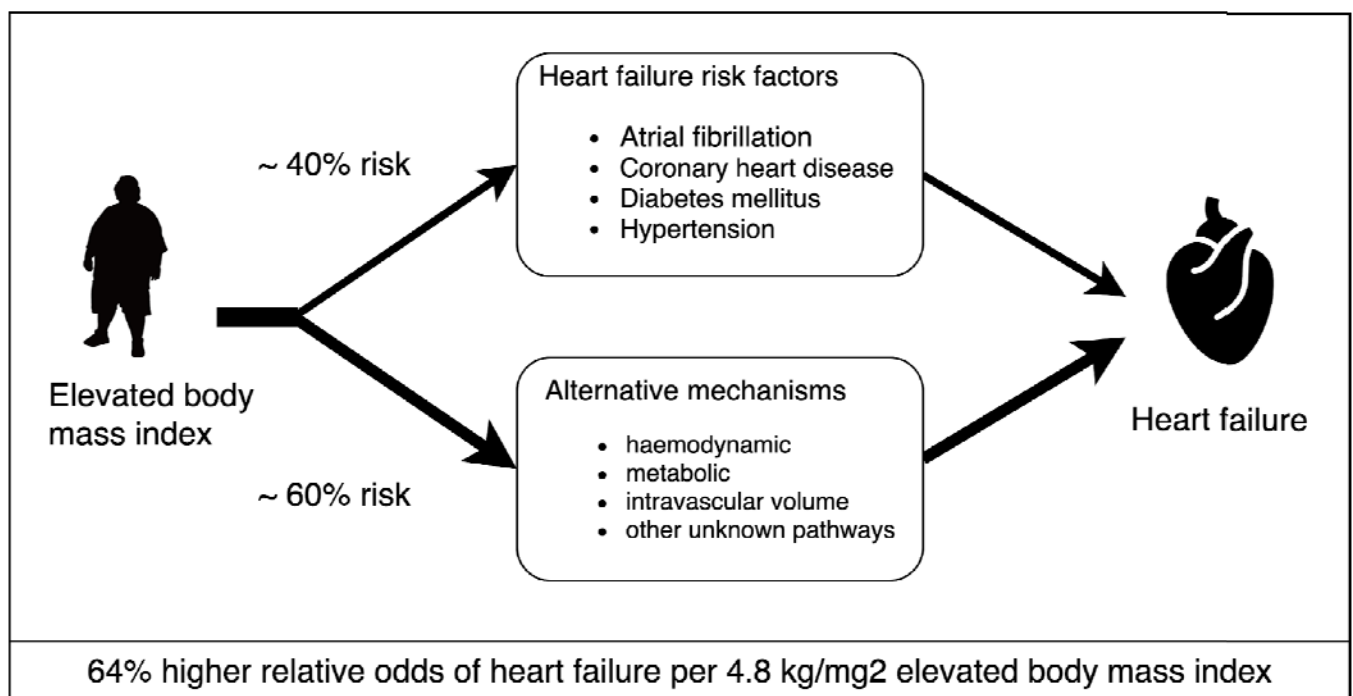 Heart failure risk factors
• Atrial fibrillation
• Coronary heart disease
• Diabetes mellitus
• Hypertension
~ 40% risk
Elevated body
mass index
Heart failure
~ 60% risk
Alternative mechanisms
• haemodynamic
• metabolic
• intravascular volume
• other unknown pathways
64% higher relative odds of heart failure per 4.8 kg/mg2 elevated body mass index